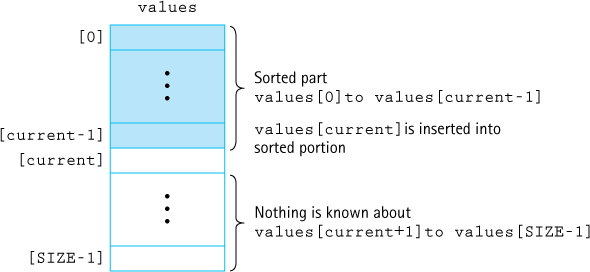 values
[0]
Sorted part
values[0]to values[current-1]
[current-1]
values[current]is inserted into
sorted portion
[current]
Nothing is known about
values[current+1]to values[SIZE-1]
[SIZE-1]